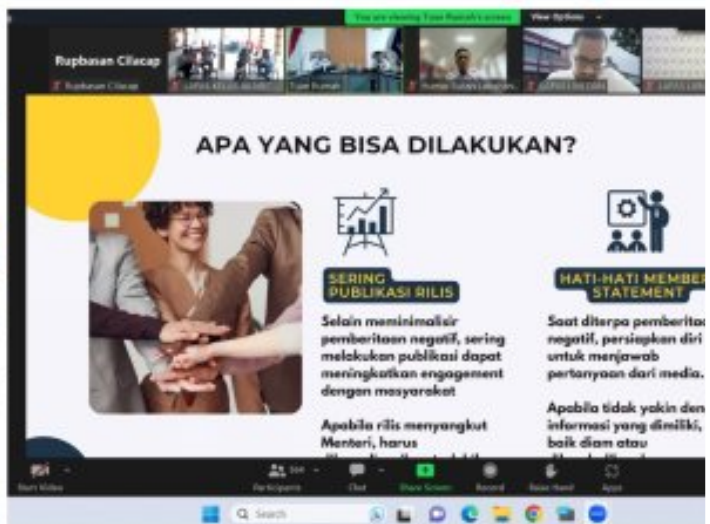 You are viewing Tuan Rumah's screen
View Options
Rupbasan Cilacap
Rupbasan Cilacap
Tuan Rumah
APA YANG BISA DILAKUKAN?
SERING
PUBLIKASI RILIS
Selain meminimalisir
pemberitaan negatif, sering
melakukan publikasi dapat
meningkatkan engagement
dengan masyarakat
Apabila rilis menyangkut
Menteri, harus
HATI-HATI MEMBER
STATEMENT
Saat diterpa pemberitaa
negatif, persiapkan diri
untuk menjawab
pertanyaan dari media.
Apabila tidak yakin den
informasi yang dimiliki,
baik diam atau
Start Video
Participants
Chat
Share Screen
Record
Raise Hand
Apps
Search